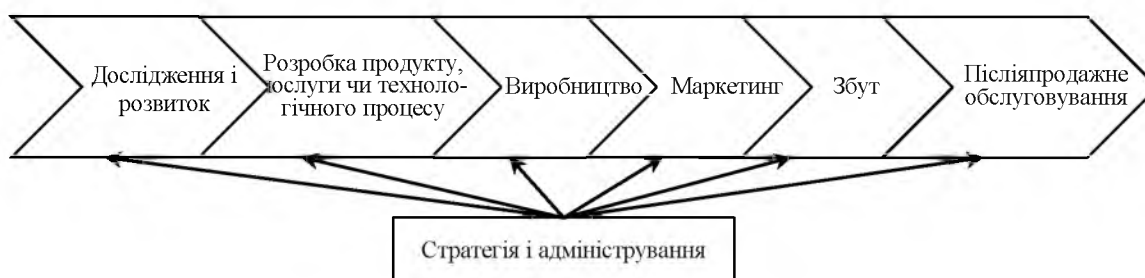 Дослідження і
розвиток
Розробка продукту,
послуги чи техноло-
гічного процесу
Виробництво
Маркетинг
Збут
Післяпродажне
обслуговування
Стратегія і адміністрування